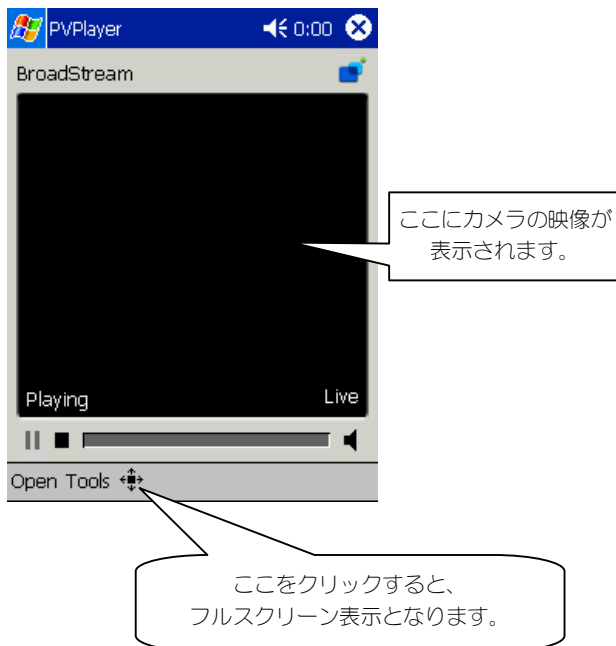 PVPlayer 0:00
BroadStream
ここにカメラの映像が
表示されます。
Playing Live
Open Tools
ここをクリックすると、
フルスクリーン表示となります。